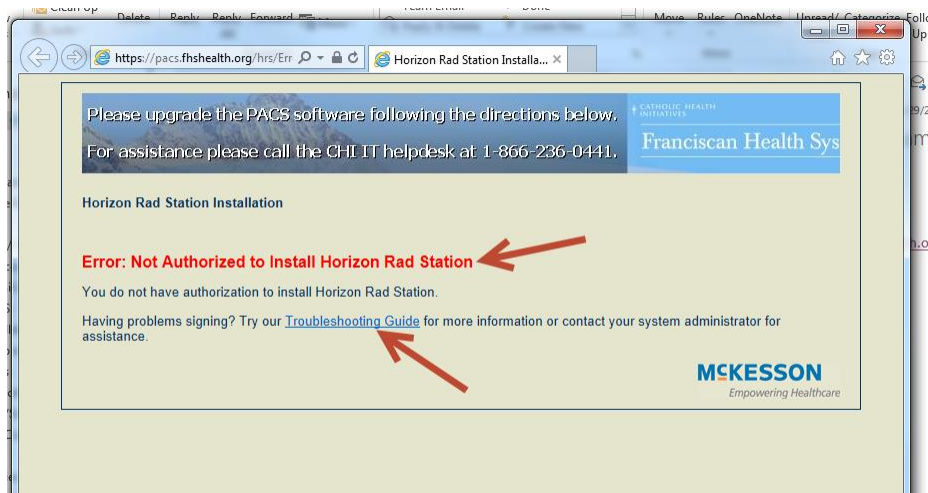 Clean Up
Delete Reply Reply Forward
Team Email Done
Move Rules OneNote Unread/ Categorize Follo
Up
https://pacs.fhshealth.org/hrs/Err
Horizon Rad Station Installa...
Please upgrade the PACS software following the directions below.
For assistance please call the CHI IT helpdesk at 1-866-236-0441.
CATHOLIC HEALTH
INITIATIVES
Franciscan Health Sys
Horizon Rad Station Installation
Error: Not Authorized to Install Horizon Rad Station
You do not have authorization to install Horizon Rad Station.
Having problems signing? Try our Troubleshooting Guide for more information or contact your system administrator for
assistance.
MCKESSON
Empowering Healthcare